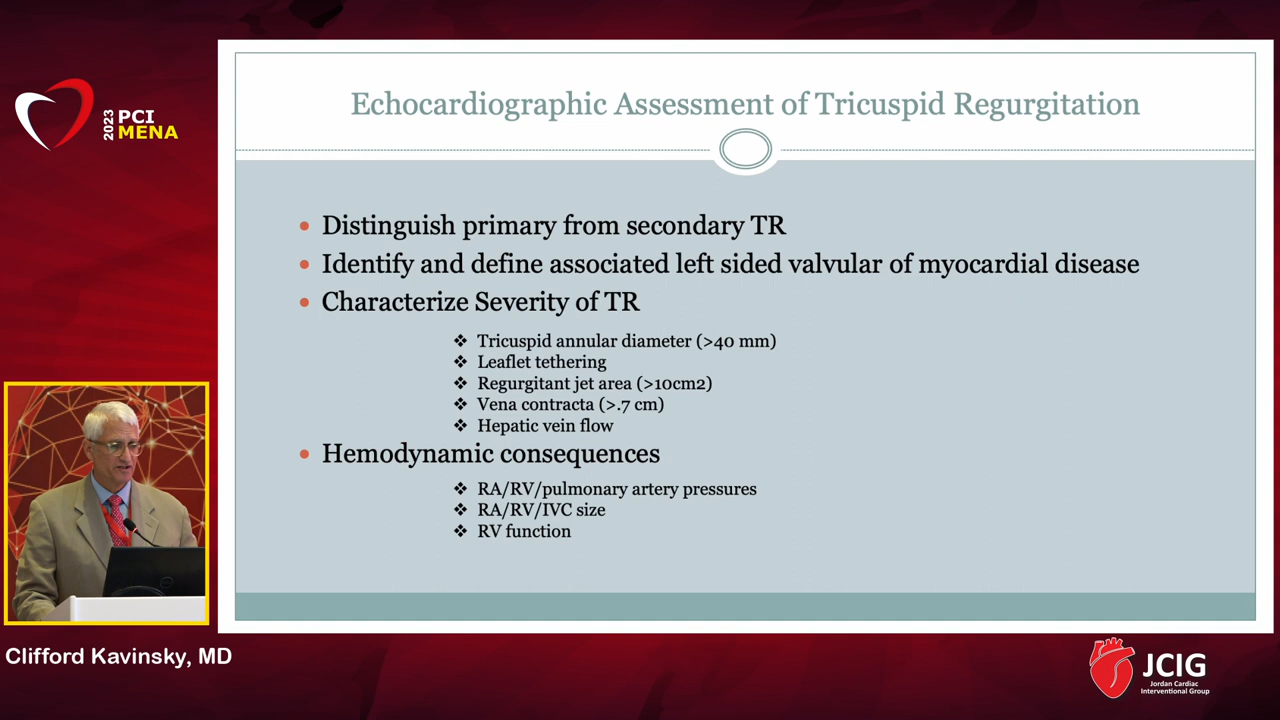 2023
PCI
MENA
Echocardiographic Assessment of Tricuspid Regurgitation
• Distinguish primary from secondary TR
• Identify and define associated left sided valvular of myocardial disease
• Characterize Severity of TR
❖ Tricuspid annular diameter (>40 mm)
❖ Leaflet tethering
❖ Regurgitant jet area (>10cm2)
❖ Vena contracta (>.7 cm)
❖ Hepatic vein flow
• Hemodynamic consequences
❖ RA/RV/pulmonary artery pressures
❖ RA/RV/IVC size
❖ RV function
Clifford Kavinsky, MD
JCIG
Jordan Cardiac
Interventional Group